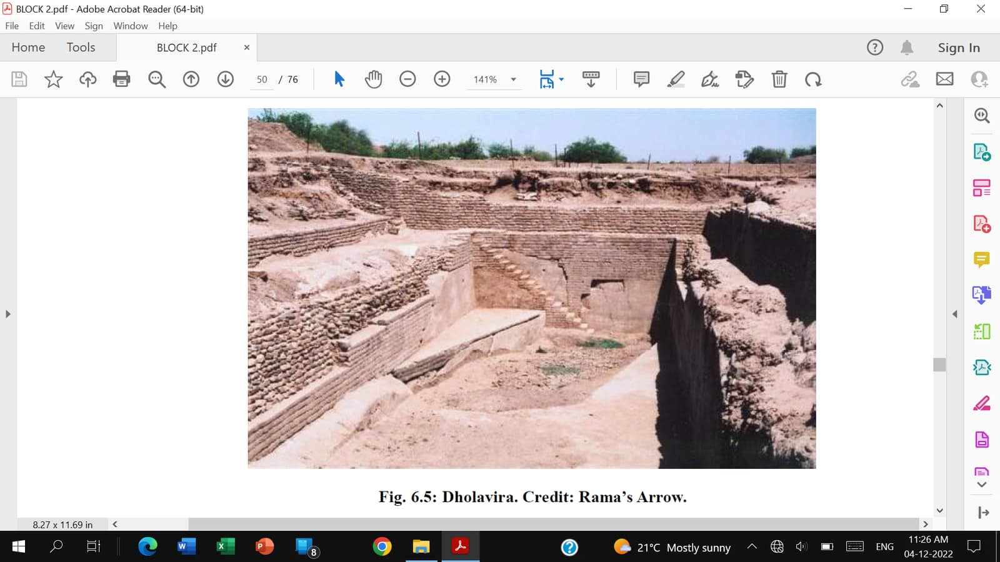 BLOCK 2.pdf - Adobe Acrobat Reader (64-bit)
File Edit View Sign Window Help
Home Tools BLOCK 2.pdf × Sign In
50 / 76 141%
Fig. 6.5: Dholavira. Credit: Rama’s Arrow.
8.27 x 11.69 in
8 21°C Mostly sunny ENG 11:26 AM
04-12-2022